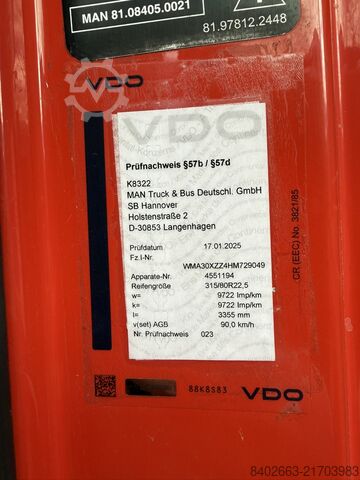 MAN 81.08405.0021
81.97812.2448
VDO
VDO
Prüfnachweis §57b / §57d
K8322
MAN Truck & Bus Deutschl. GmbH
SB Hannover
Holstenstraße 2
D-30853 Langenhagen
Prüfdatum 17.01.2025
Fz.I-Nr.
WMA30XZZ4HM729049
Apparate-Nr. 4551194
Reifengröße 315/80R22,5
w= 9722 Imp/km
k= 9722 Imp/km
l= 3355 mm
v(set) AGB 90,0 km/h
Nr. Prüfnachweis 023
CR (EEC) No. 3821/85
88K8S83
VDO
8402663-21703983